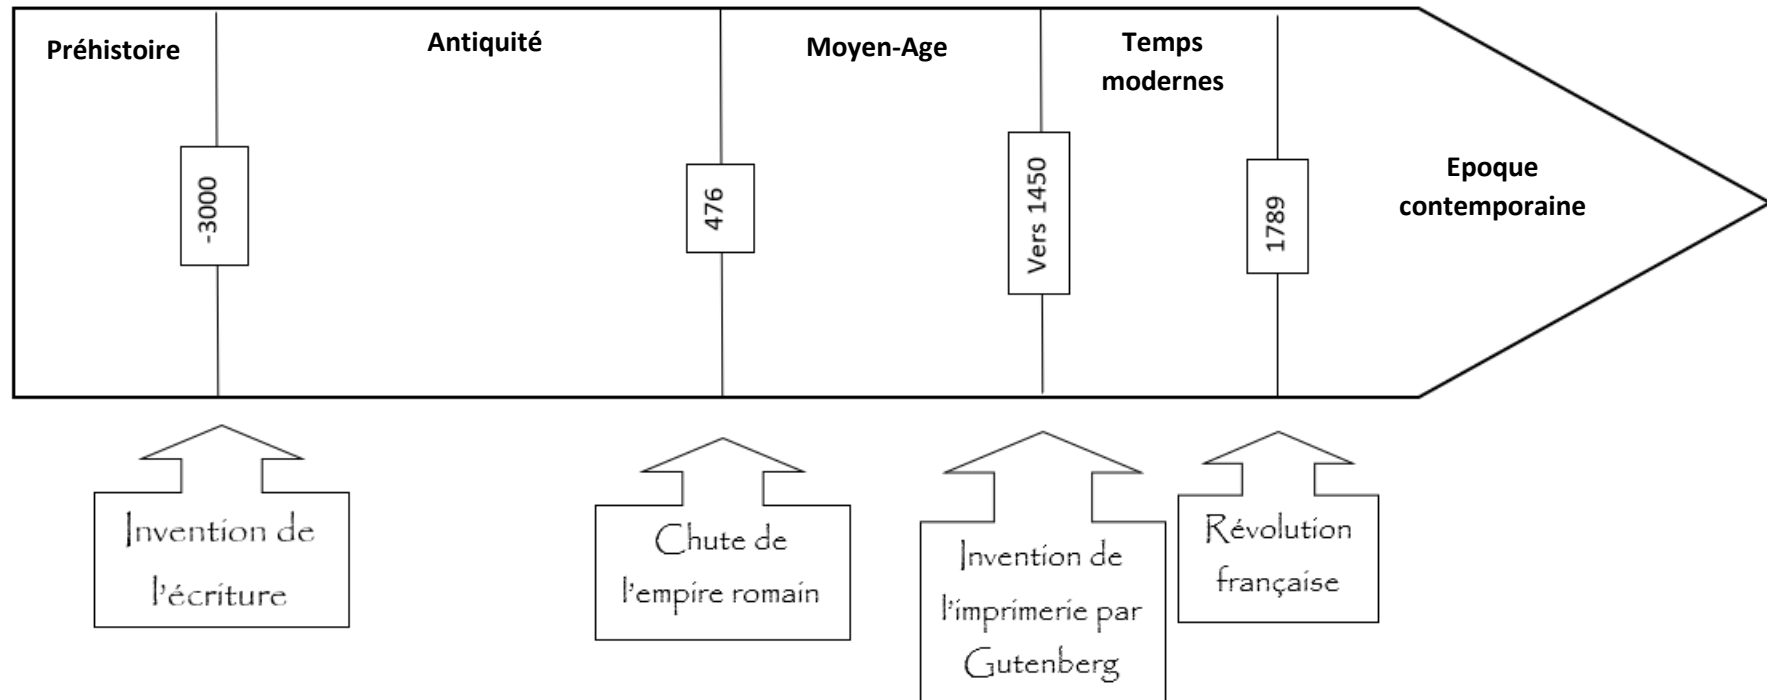 Préhistoire
Antiquité
Moyen-Age
Temps
modernes
Epoque
contemporaine
-3000
476
Vers 1450
1789
Invention de
l'écriture
Chute de
l'empire romain
Invention de
l'imprimerie par
Gutenberg
Révolution
française